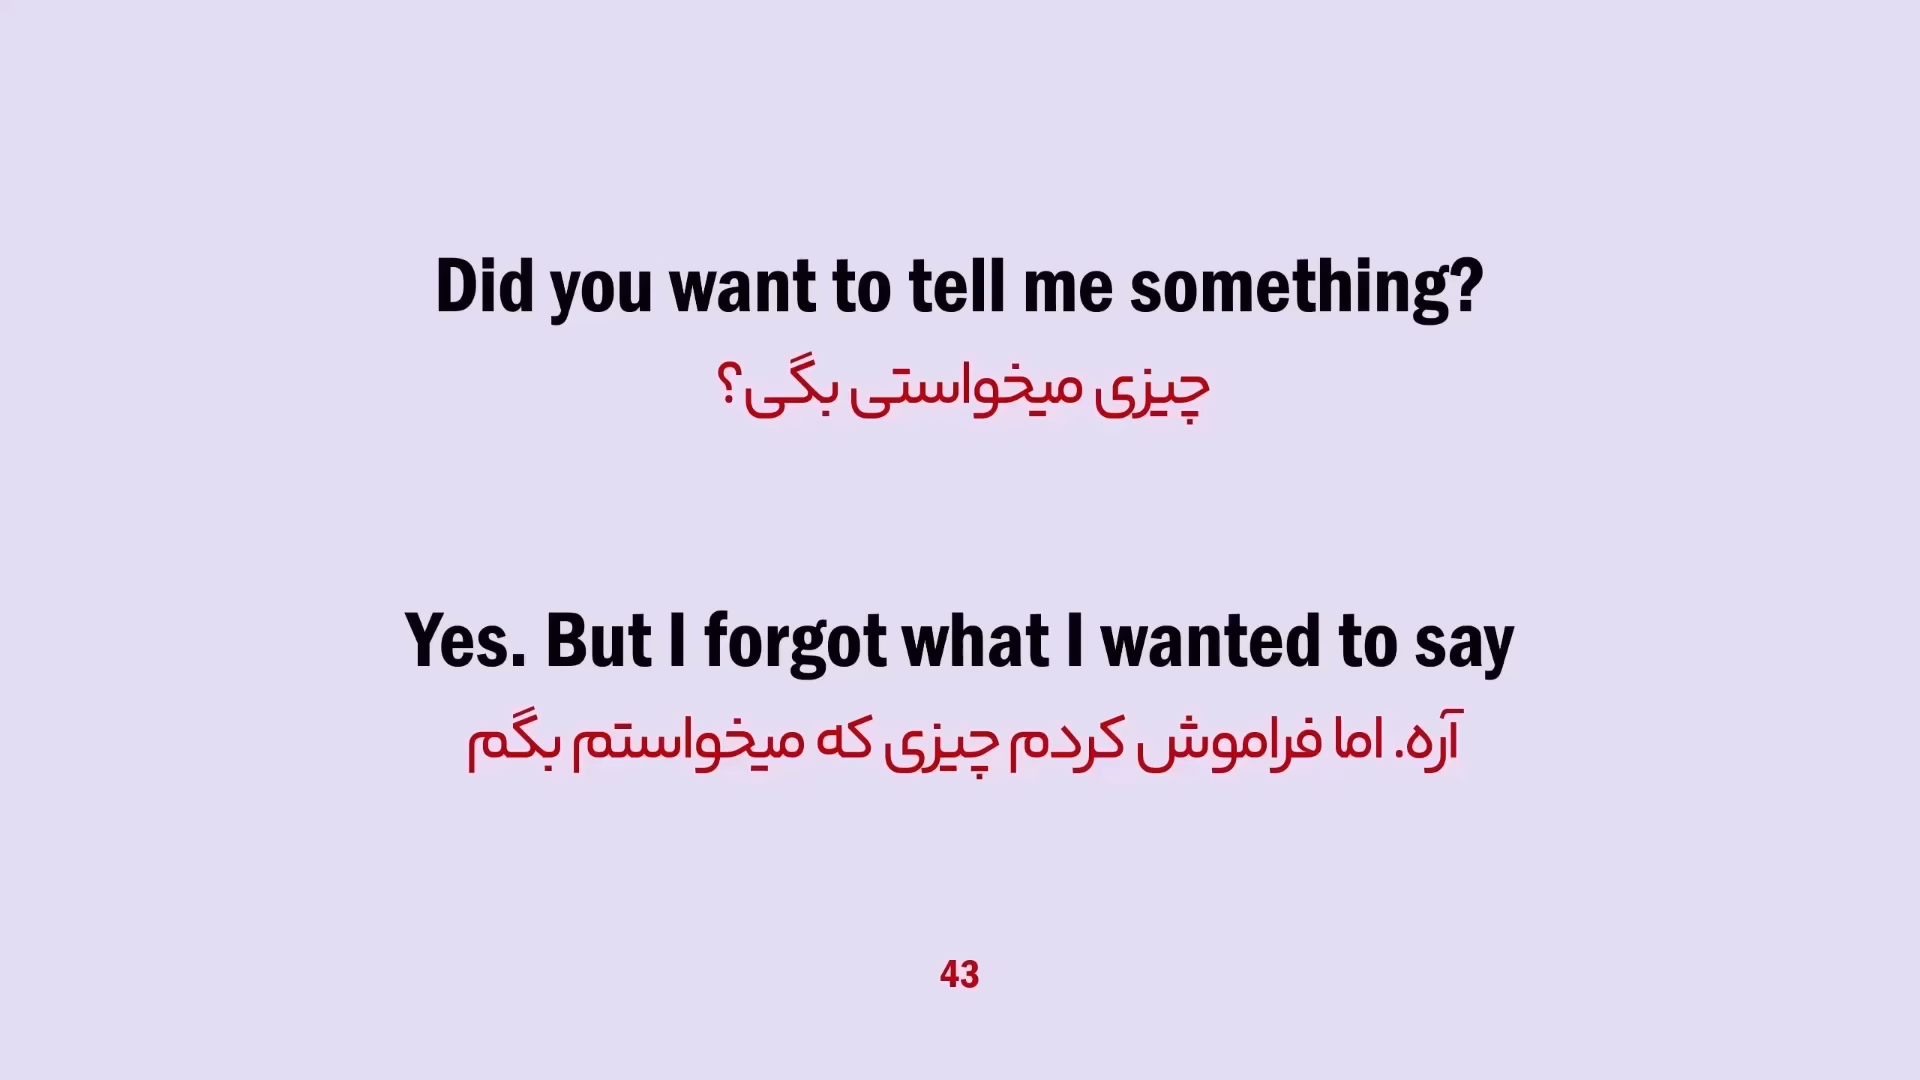 Did you want to tell me something?
چیزی میخواستی بگی؟
Yes. But I forgot what I wanted to say
آره. اما فراموش کردم چیزی که میخواستم بگم
43